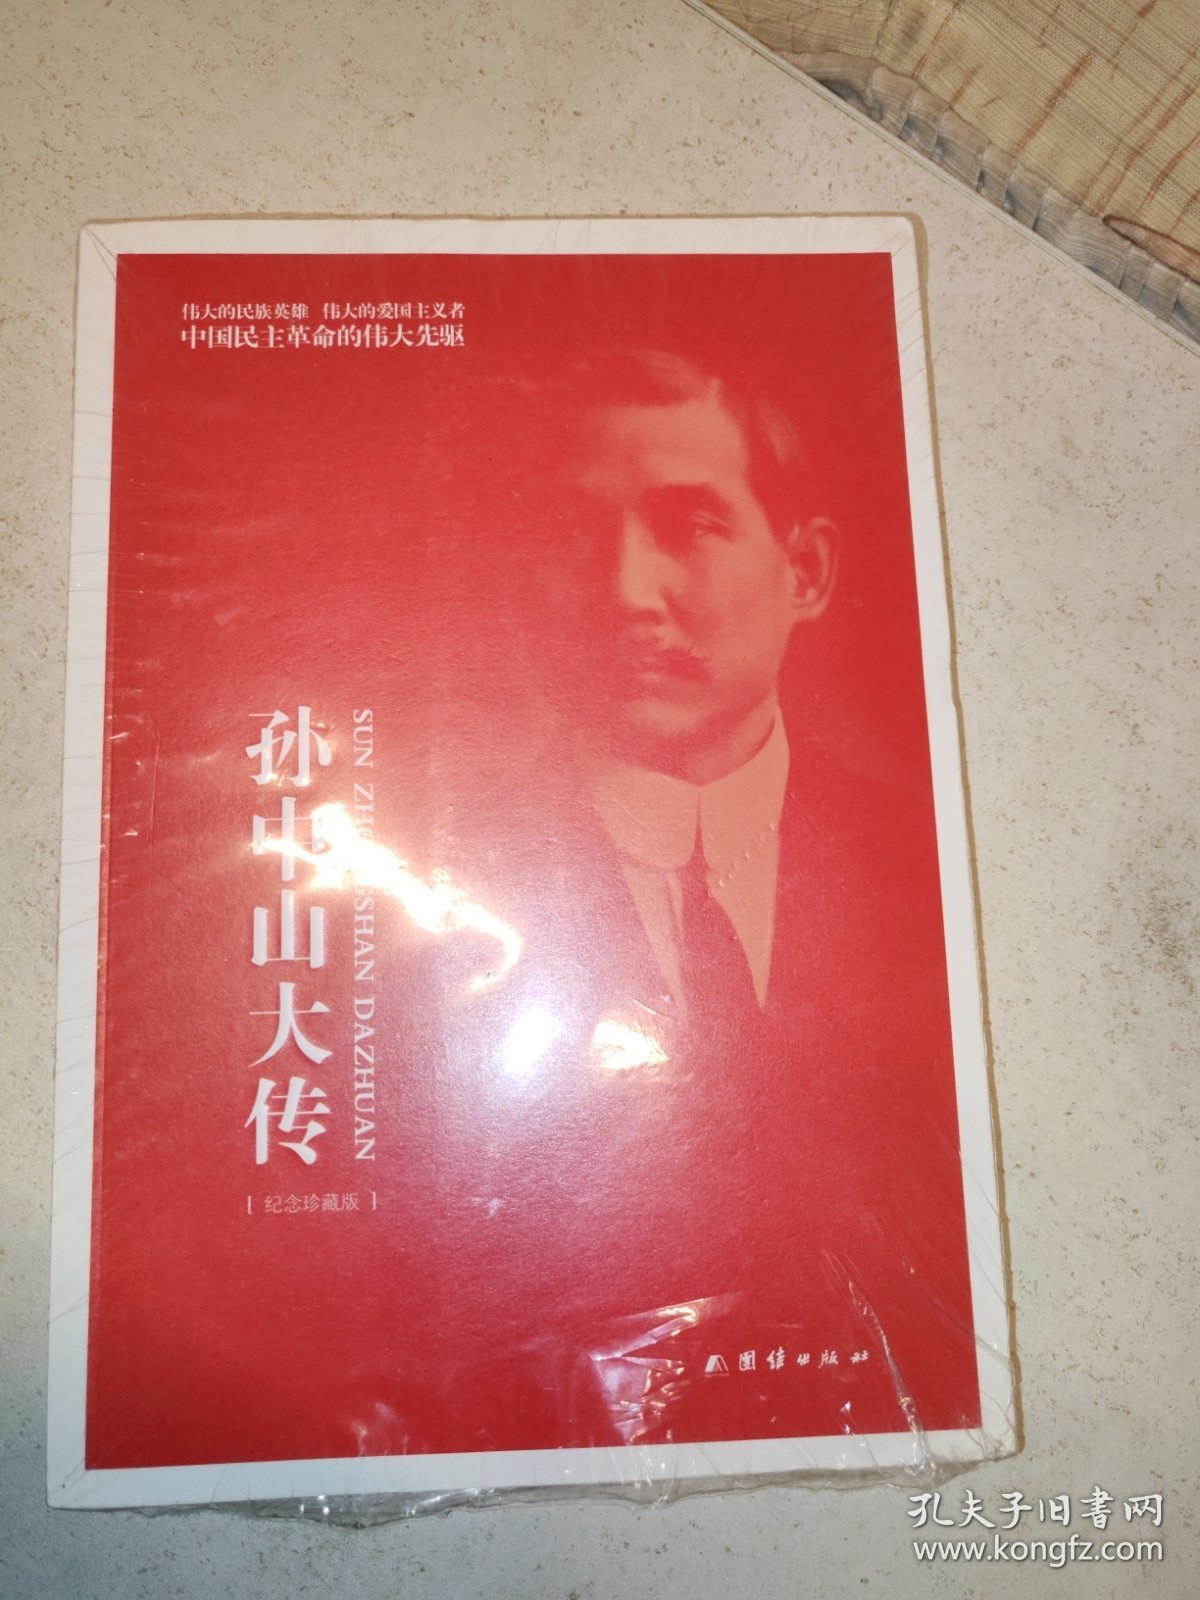 伟大的民族英雄 伟大的爱国主义者
中国民主革命的伟大先驱
孙中山大传
SUN ZHONGSHAN DAZHUAN
[ 纪念珍藏版 ]
團结出版社
孔夫子旧书网
www.kongfz.com